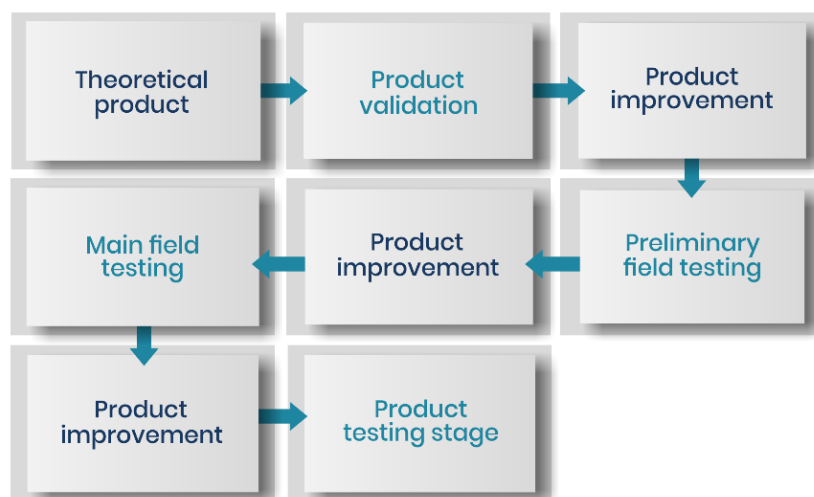 Theoretical
product
Product
validation
Product
improvement
Preliminary
field testing
Product
improvement
Main field
testing
Product
improvement
Product
testing stage